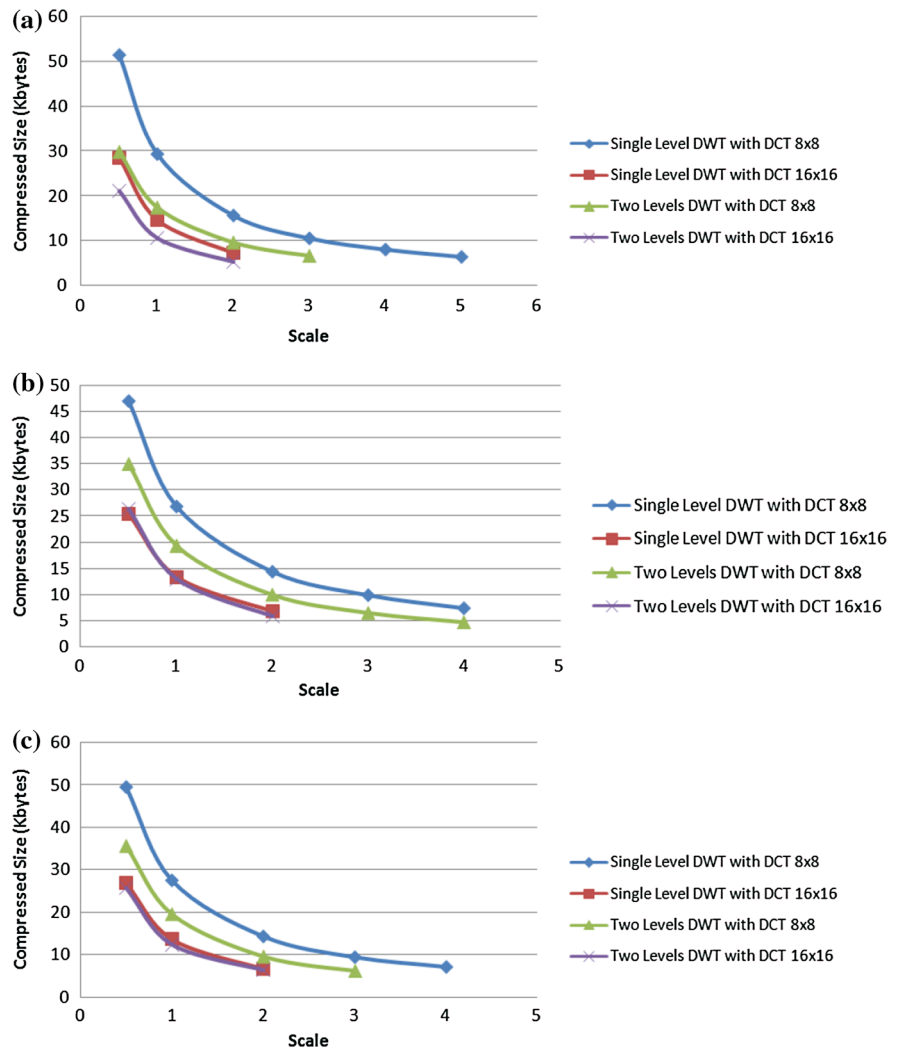 (a)
Compressed Size (Kbytes)
60
50
40
30
20
10
0
0 1 2 3 4 5 6
Scale
Single Level DWT with DCT 8x8
Single Level DWT with DCT 16x16
Two Levels DWT with DCT 8x8
Two Levels DWT with DCT 16x16
(b)
Compressed Size (Kbytes)
50
45
40
35
30
25
20
15
10
5
0
0 1 2 3 4 5
Scale
Single Level DWT with DCT 8x8
Single Level DWT with DCT 16x16
Two Levels DWT with DCT 8x8
Two Levels DWT with DCT 16x16
(c)
Compressed Size (Kbytes)
60
50
40
30
20
10
0
0 1 2 3 4 5
Scale
Single Level DWT with DCT 8x8
Single Level DWT with DCT 16x16
Two Levels DWT with DCT 8x8
Two Levels DWT with DCT 16x16